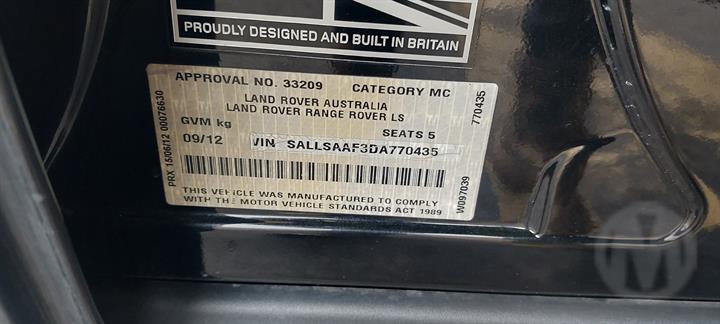 PROUDLY DESIGNED AND BUILT IN BRITAIN
APPROVAL NO. 33209 CATEGORY MC
LAND ROVER AUSTRALIA
LAND ROVER RANGE ROVER LS
GVM kg SEATS 5
09/12 VIN SALLSAAF3DA770435
THIS VEHICLE WAS MANUFACTURED TO COMPLY
WITH THE MOTOR VEHICLE STANDARDS ACT 1989
PRX 15/06/12 00076630
770435
W097039
M